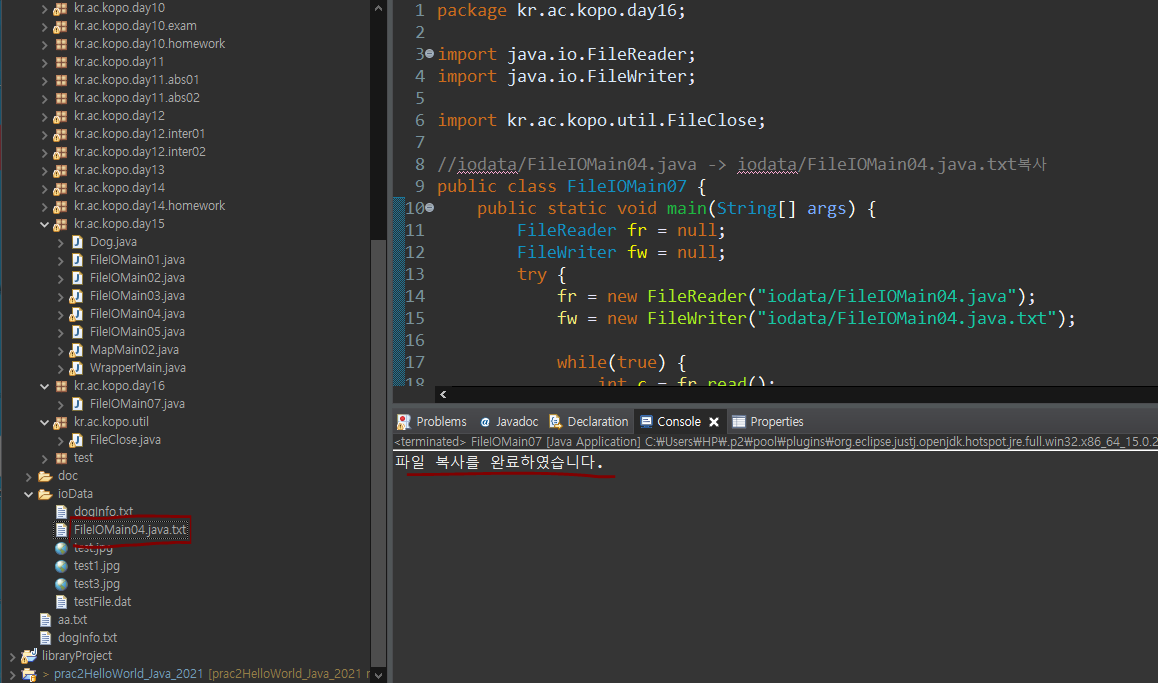 kr.ac.kopo.day10
kr.ac.kopo.day10.exam
kr.ac.kopo.day10.homework
kr.ac.kopo.day11
kr.ac.kopo.day11.abs01
kr.ac.kopo.day11.abs02
kr.ac.kopo.day12
kr.ac.kopo.day12.inter01
kr.ac.kopo.day12.inter02
kr.ac.kopo.day13
kr.ac.kopo.day14
kr.ac.kopo.day14.homework
kr.ac.kopo.day15
Dog.java
FileIOMain01.java
FileIOMain02.java
FileIOMain03.java
FileIOMain04.java
FileIOMain05.java
MapMain02.java
WrapperMain.java
kr.ac.kopo.day16
FileIOMain07.java
kr.ac.kopo.util
FileClose.java
test
doc
ioData
dogInfo.txt
FileIOMain04.java.txt
test.jpg
test1.jpg
test3.jpg
testFile.dat
aa.txt
dogInfo.txt
libraryProject
> prac2HelloWorld_Java_2021 [prac2HelloWorld_Java_2021
1 package kr.ac.kopo.day16;
2
3 import java.io.FileReader;
4 import java.io.FileWriter;
5
6 import kr.ac.kopo.util.FileClose;
7
8 //iodata/FileIOMain04.java -> iodata/FileIOMain04.java.txt복사
9 public class FileIOMain07 {
10 public static void main(String[] args) {
11 FileReader fr = null;
12 FileWriter fw = null;
13 try {
14 fr = new FileReader("iodata/FileIOMain04.java");
15 fw = new FileWriter("iodata/FileIOMain04.java.txt");
16
17 while(true) {
18 int c = fr.read();
Problems Javadoc Declaration Console Properties
<terminated> FileIOMain07 [Java Application] C:₩Users₩HP₩.p2₩pool₩plugins₩org.eclipse.justj.openjdk.hotspot.jre.full.win32.x86_64_15.0.2
파일 복사를 완료하였습니다.